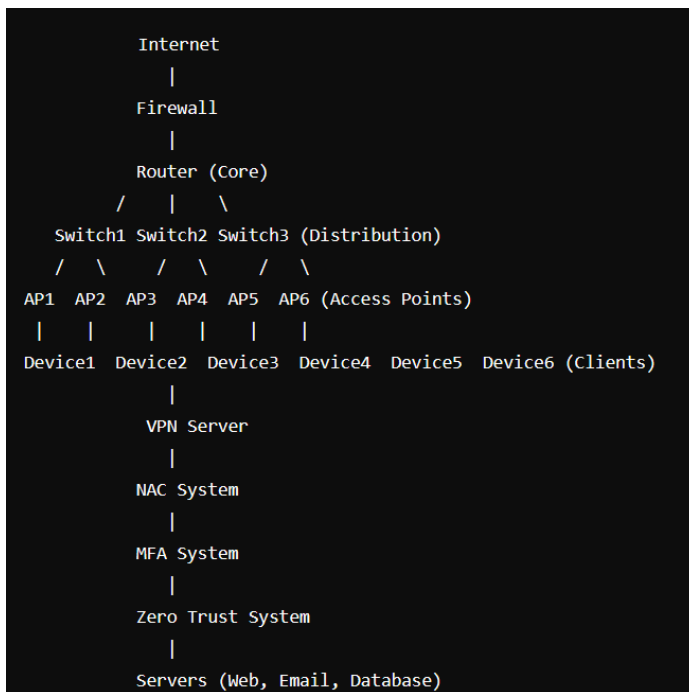 Internet
|
Firewall
|
Router (Core)
/ | \
Switch1 Switch2 Switch3 (Distribution)
/ \ / \ / \
AP1 AP2 AP3 AP4 AP5 AP6 (Access Points)
| | | | | |
Device1 Device2 Device3 Device4 Device5 Device6 (Clients)
|
VPN Server
|
NAC System
|
MFA System
|
Zero Trust System
|
Servers (Web, Email, Database)